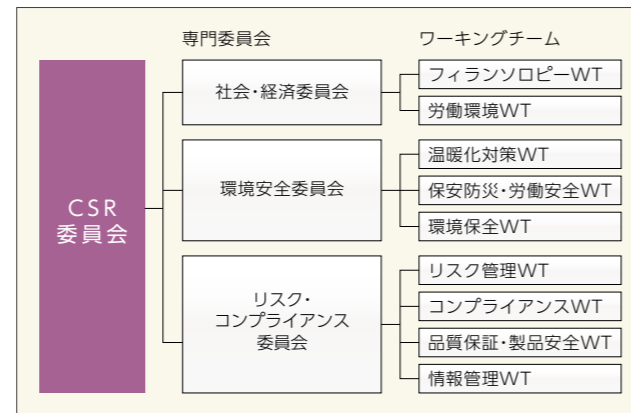 専門委員会
ワーキングチーム
CSR
委員会
社会・経済委員会
フィランソロピーWT
労働環境WT
環境安全委員会
温暖化対策WT
保安防災・労働安全WT
環境保全WT
リスク・
コンプライアンス
委員会
リスク管理WT
コンプライアンスWT
品質保証・製品安全WT
情報管理WT